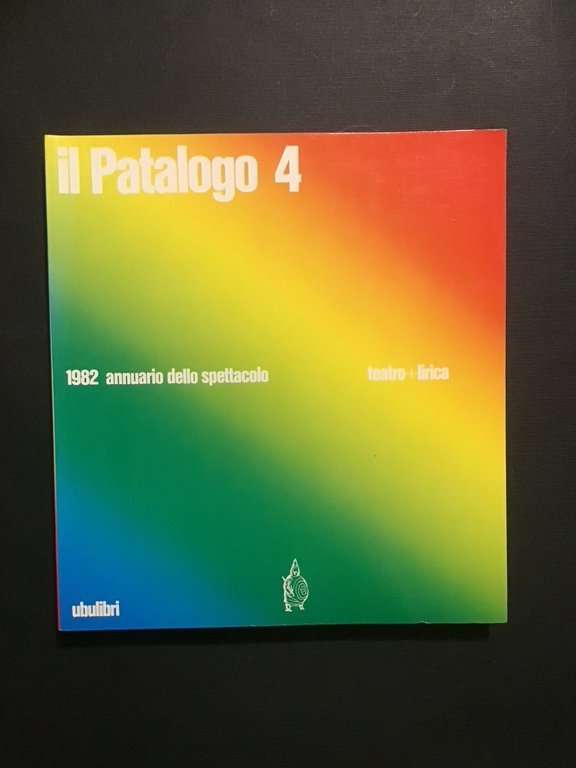 il Patalogo 4
1982 annuario dello spettacolo teatro+lirica
ubulibri